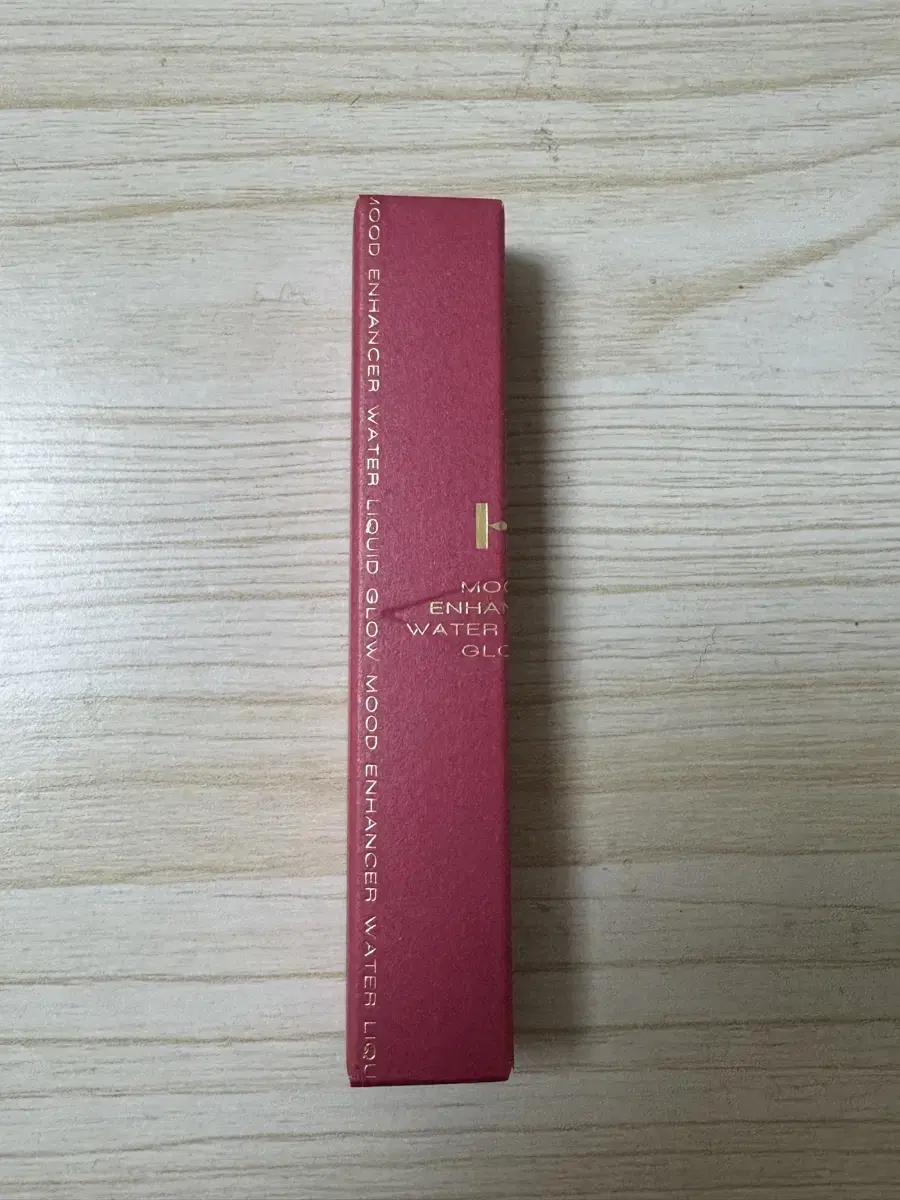 MOOD ENHANCER WATER LIQUID GLOW MOOD ENHANCER WATER LIQU
MOO
ENHAN
WATER
GLO